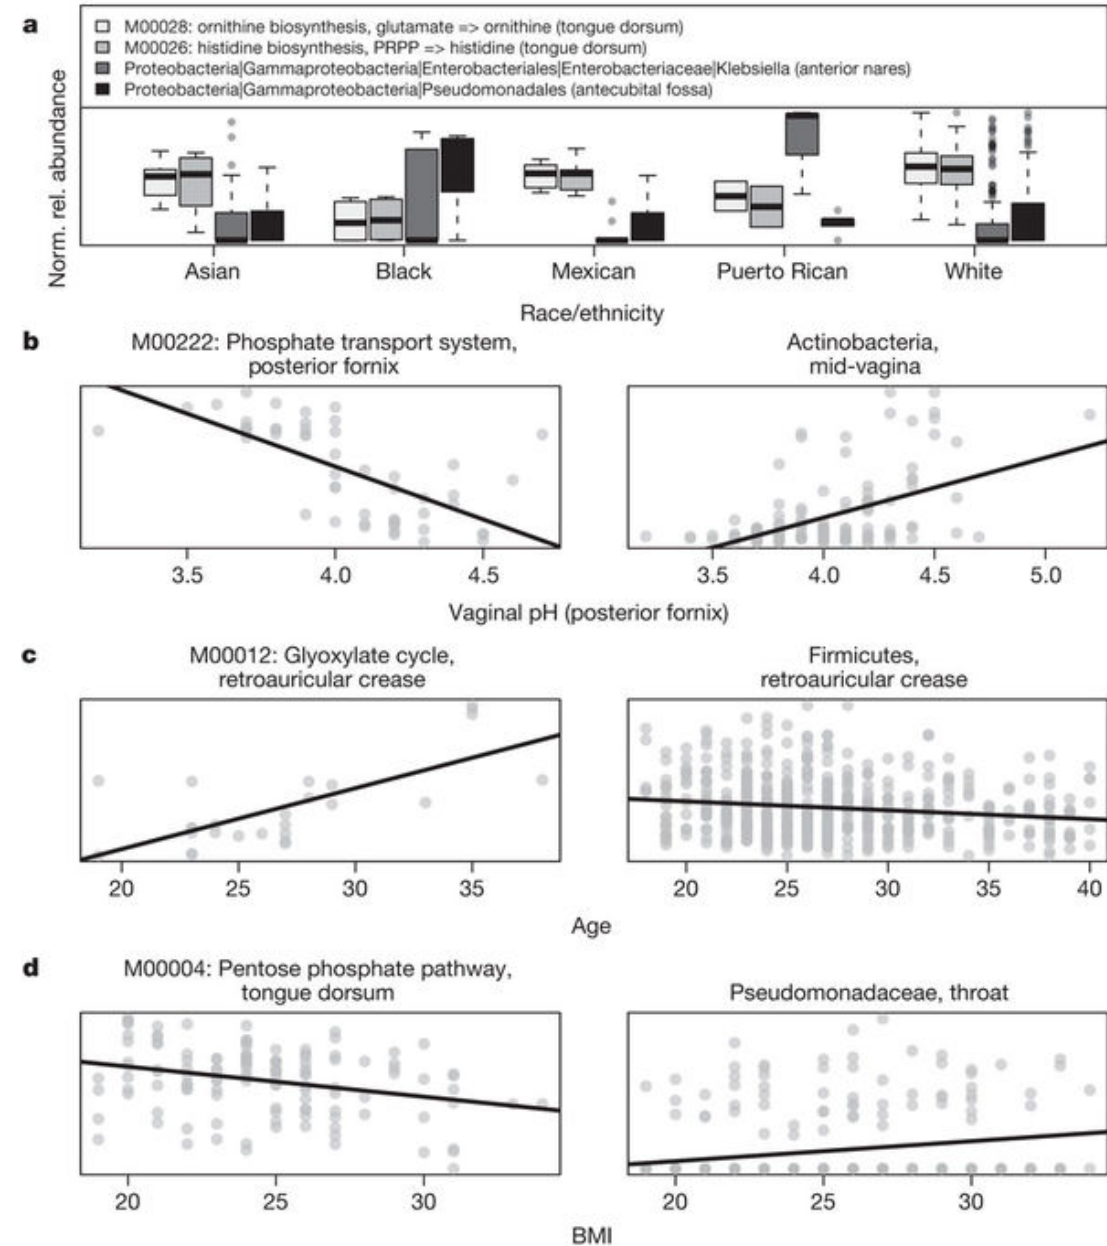 a
M00028: ornithine biosynthesis, glutamate => ornithine (tongue dorsum)
M00026: histidine biosynthesis, PRPP => histidine (tongue dorsum)
Proteobacteria|Gammaproteobacteria|Enterobacteriales|Enterobacteriaceae|Klebsiella (anterior nares)
Proteobacteria|Gammaproteobacteria|Pseudomonadales (antecubital fossa)
Norm. rel. abundance
Asian Black Mexican Puerto Rican White
Race/ethnicity
b
M00222: Phosphate transport system,
posterior fornix
Actinobacteria,
mid-vagina
3.5 4.0 4.5
3.5 4.0 4.5 5.0
Vaginal pH (posterior fornix)
c
M00012: Glyoxylate cycle,
retroauricular crease
Firmicutes,
retroauricular crease
20 25 30 35
20 25 30 35 40
Age
d
M00004: Pentose phosphate pathway,
tongue dorsum
Pseudomonadaceae, throat
20 25 30
20 25 30
BMI